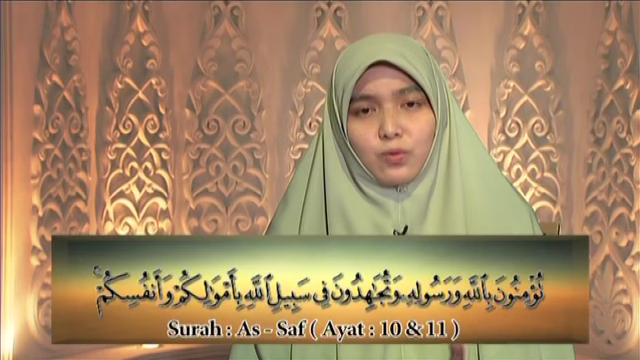 تُؤْمِنُونَ بِٱللَّهِ وَرَسُولِهِۦ وَتُجَـٰهِدُونَ فِى سَبِيلِ ٱللَّهِ بِأَمْوَٰلِكُمْ وَأَنفُسِكُمْ ۚ
Surah : As - Saf ( Ayat : 10 & 11 )